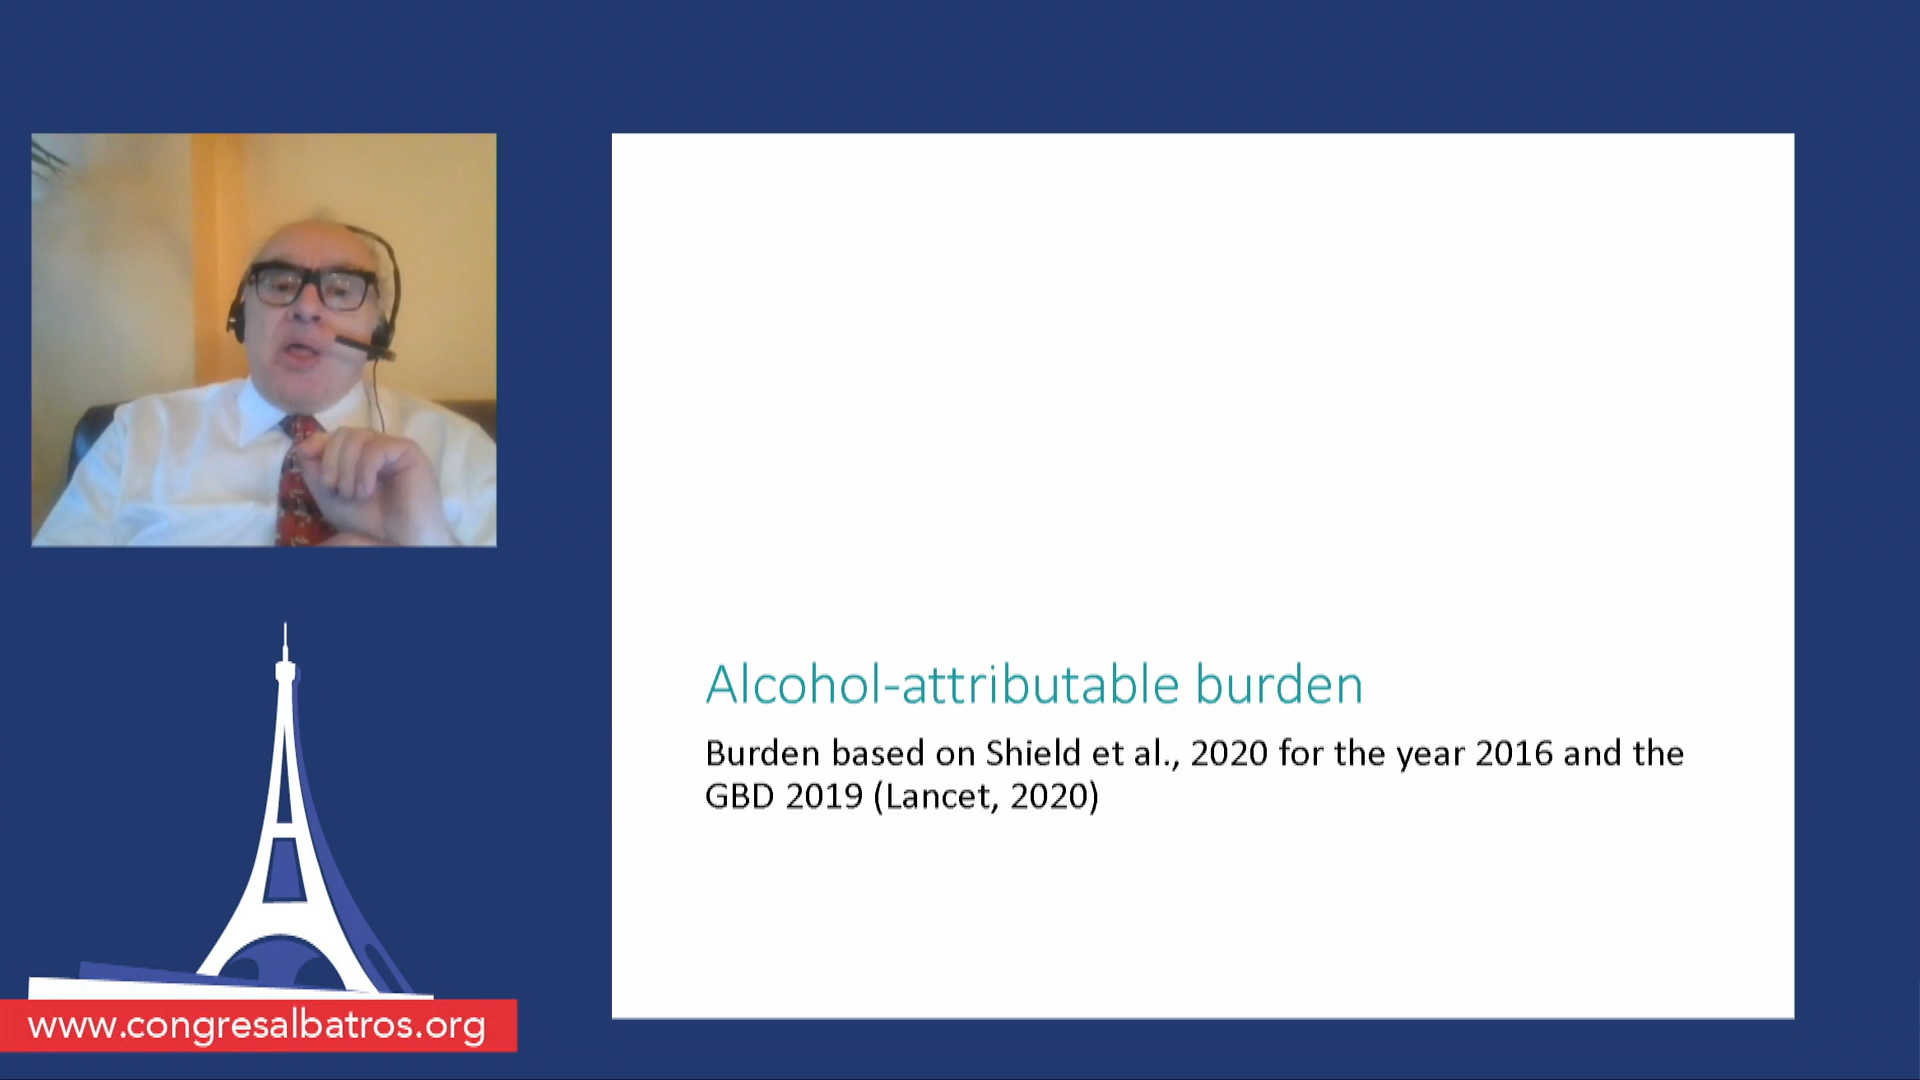 Alcohol-attributable burden
Burden based on Shield et al., 2020 for the year 2016 and the
GBD 2019 (Lancet, 2020)
www.congresalbatros.org